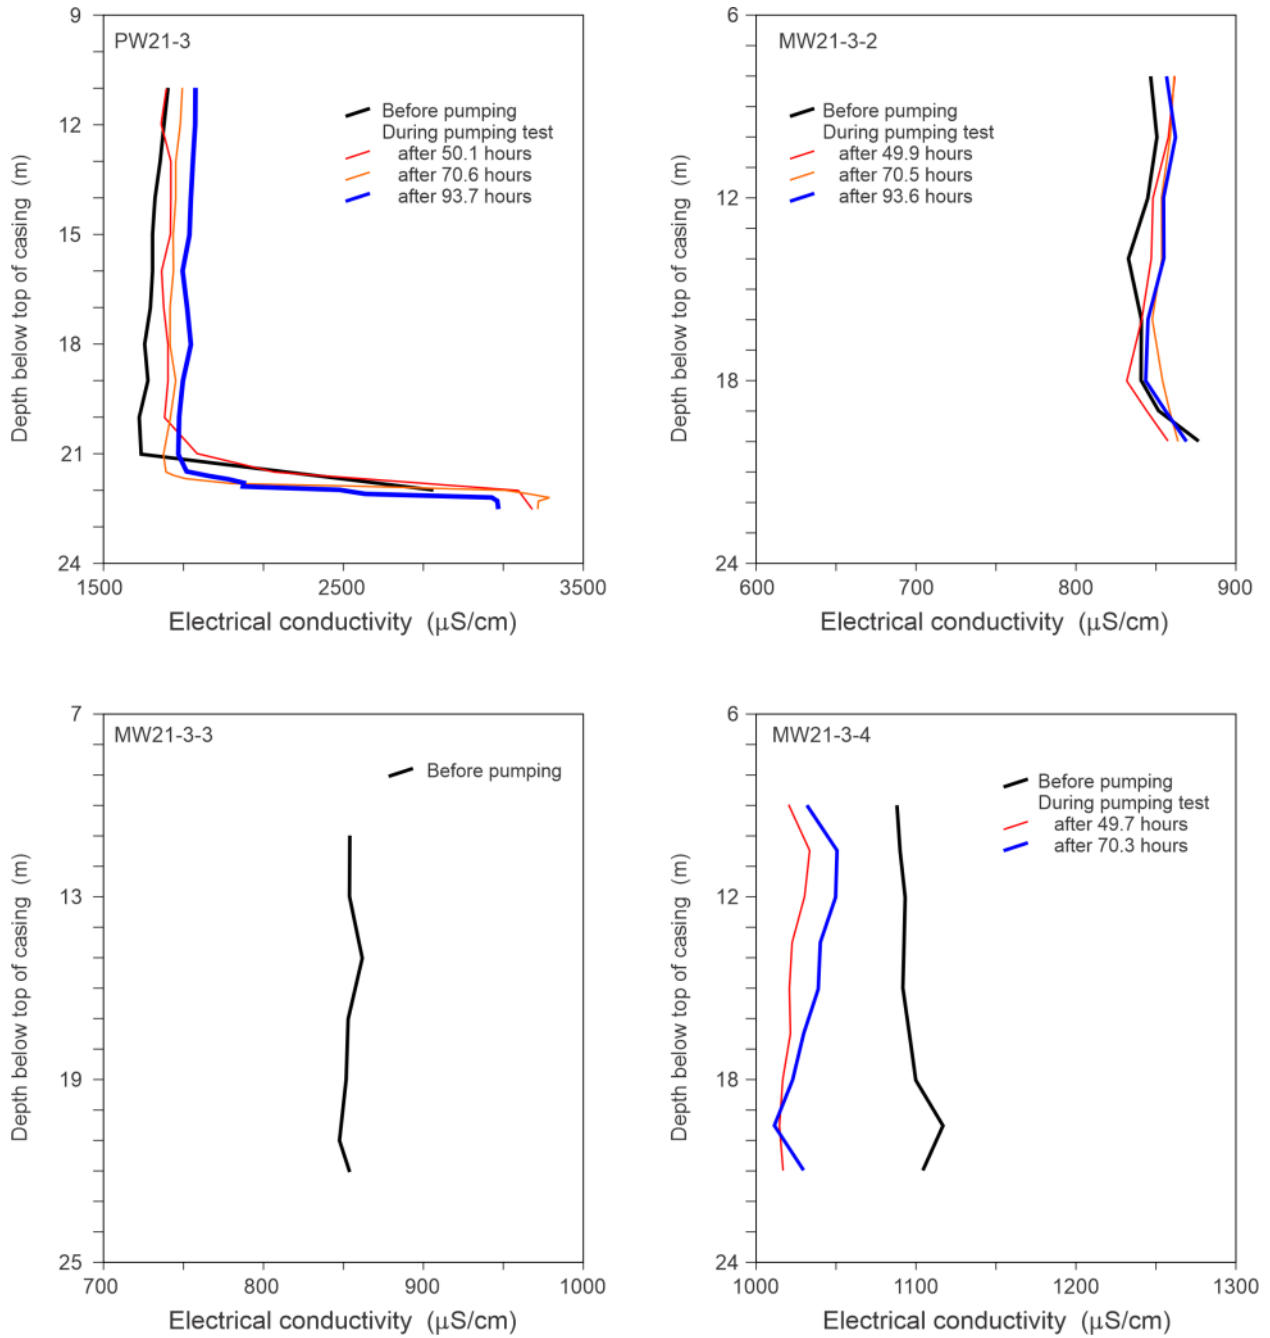 PW21-3
Before pumping
During pumping test
after 50.1 hours
after 70.6 hours
after 93.7 hours
9
12
15
18
21
24
1500
2500
3500
Depth below top of casing (m)
Electrical conductivity (μS/cm)
MW21-3-2
Before pumping
During pumping test
after 49.9 hours
after 70.5 hours
after 93.6 hours
6
12
18
24
600
700
800
900
Depth below top of casing (m)
Electrical conductivity (μS/cm)
MW21-3-3
Before pumping
7
13
19
25
700
800
900
1000
Depth below top of casing (m)
Electrical conductivity (μS/cm)
MW21-3-4
Before pumping
During pumping test
after 49.7 hours
after 70.3 hours
6
12
18
24
1000
1100
1200
1300
Depth below top of casing (m)
Electrical conductivity (μS/cm)